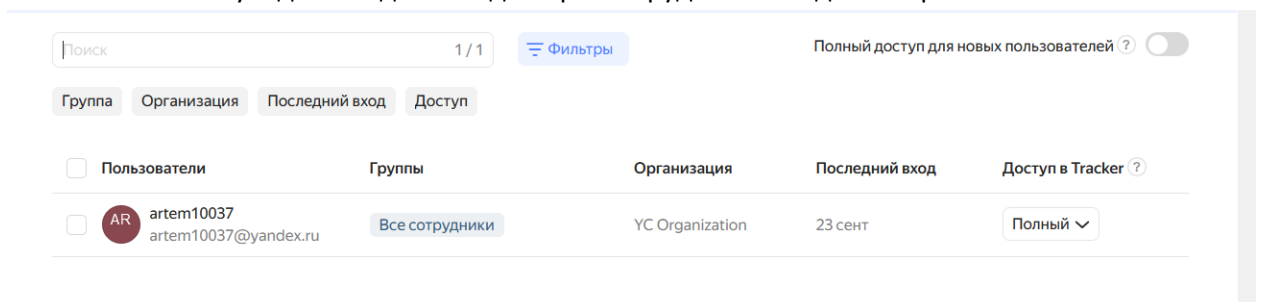 Поиск 1 / 1 Фильтры Полный доступ для новых пользователей ?
Группа Организация Последний вход Доступ
Пользователи Группы Организация Последний вход Доступ в Tracker ?
AR artem10037
artem10037@yandex.ru Все сотрудники YC Organization 23 сент Полный